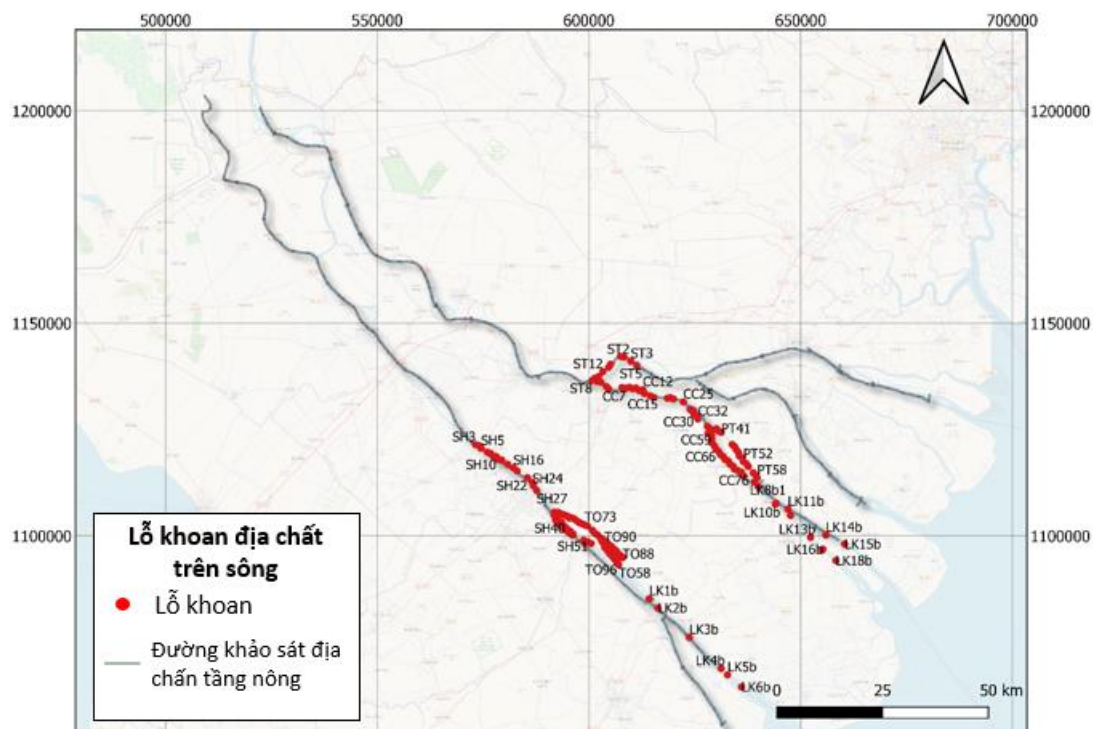 500000 550000 600000 650000 700000
1200000 1200000
1150000 1150000
ST2 ST3
ST12 ST5
ST8 CC7 CC12
CC15 CC25
CC30 CC32
CC59 PT41
CC66 PT52
CC76 PT58
LK8b1
LK10b LK11b
LK13b LK14b
LK16b LK15b
LK18b
SH3 SH5
SH10 SH16
SH22 SH24
SH27
1100000 1100000
SH40 TO73
SH51 TO90
TO88
TO96 TO58
LK1b
LK2b
LK3b
LK4b LK5b
LK6b
Lỗ khoan địa chất
trên sông
Lỗ khoan
Đường khảo sát địa
chấn tầng nông
0 25 50 km